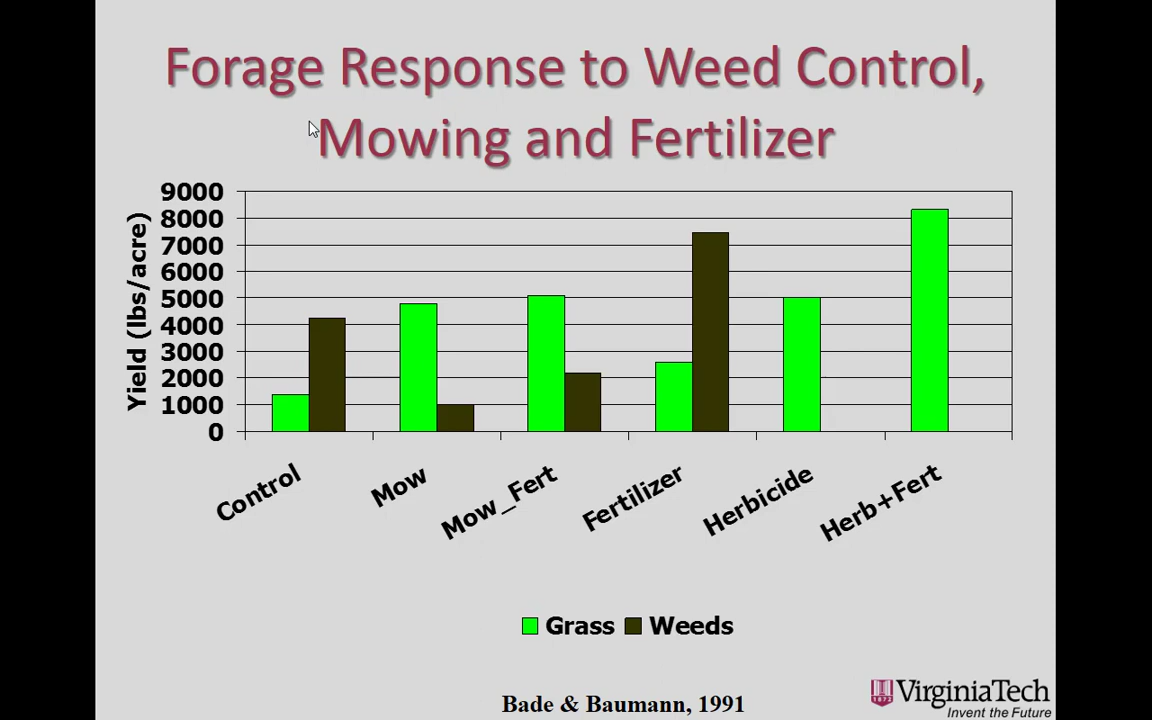 Forage Response to Weed Control,
Mowing and Fertilizer
Yield (lbs/acre)
9000
8000
7000
6000
5000
4000
3000
2000
1000
0
Control
Mow
Mow_Fert
Fertilizer
Herbicide
Herb+Fert
Grass Weeds
Bade & Baumann, 1991
1872
VirginiaTech
Invent the Future